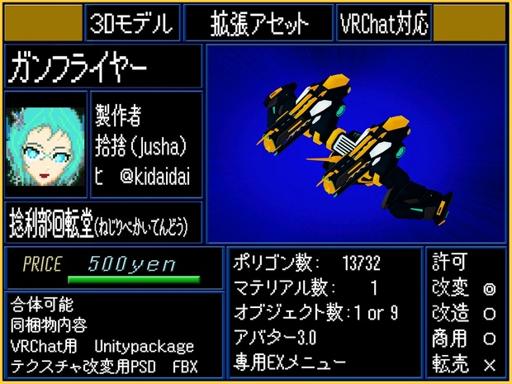 3Dモデル
拡張アセット
VRChat対応
ガンフライヤー
製作者
拾捨(Jusha)
ヒ @kidaidai
捻利部回転堂(ねじりべかいてんどう)
PRICE 500yen
合体可能
同梱物内容
VRChat用 Unitypackage
テクスチャ改変用PSD FBX
ポリゴン数: 13732
マテリアル数: 1
オブジェクト数:1 or 9
アバター3.0
専用EXメニュー
許可
改変 ◎
改造 ○
商用 ○
転売 ×